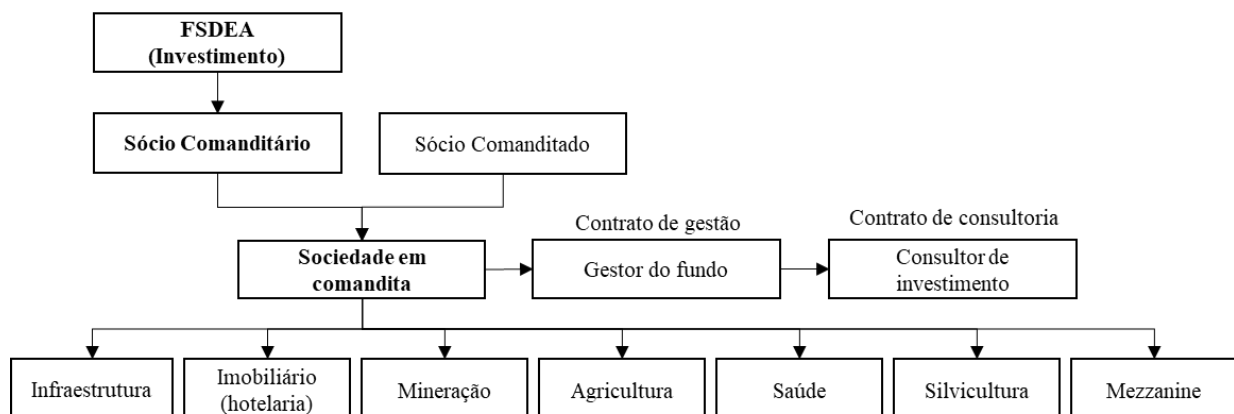 FSDEA
(Investimento)
Sócio Comanditário
Sócio Comanditado
Contrato de gestão
Contrato de consultoria
Sociedade em
comandita
Gestor do fundo
Consultor de
investimento
Infraestrutura
Imobiliário
(hotelaria)
Mineração
Agricultura
Saúde
Silvicultura
Mezzanine